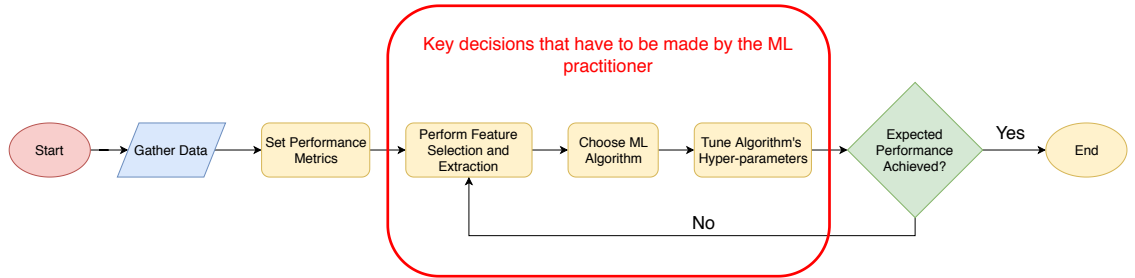 Key decisions that have to be made by the ML
practitioner
Start
Gather Data
Set Performance
Metrics
Perform Feature
Selection and
Extraction
Choose ML
Algorithm
Tune Algorithm's
Hyper-parameters
Expected
Performance
Achieved?
Yes
End
No